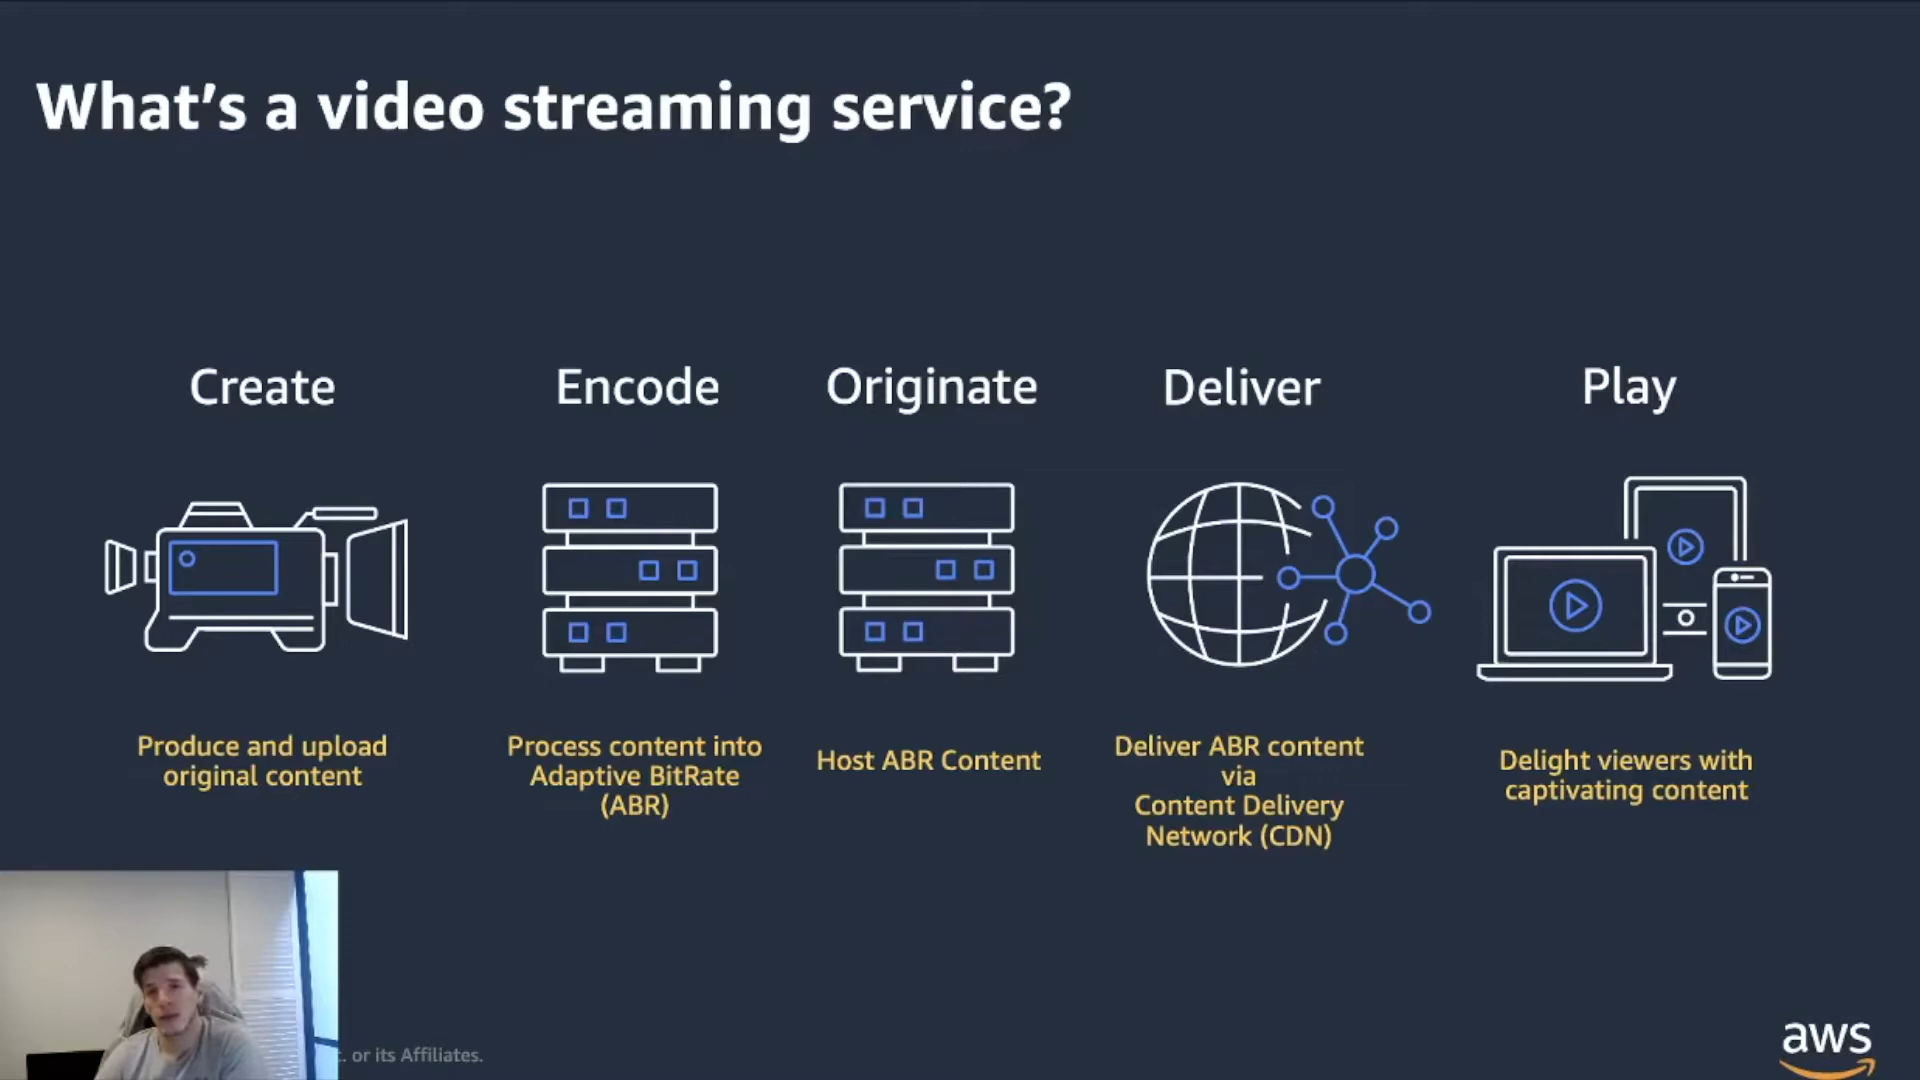 What's a video streaming service?
Create
Encode
Originate
Deliver
Play
Produce and upload
original content
Process content into
Adaptive BitRate
(ABR)
Host ABR Content
Deliver ABR content
via
Content Delivery
Network (CDN)
Delight viewers with
captivating content
. or its Affiliates.
aws